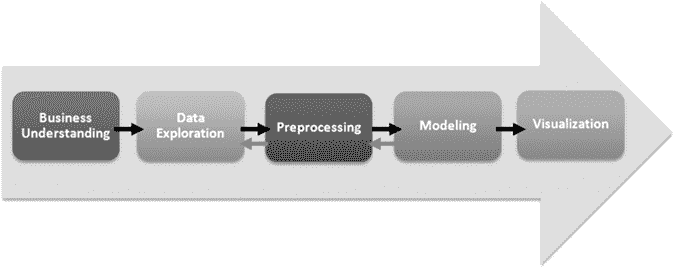 Business
Understanding
Data
Exploration
Preprocessing
Modeling
Visualization